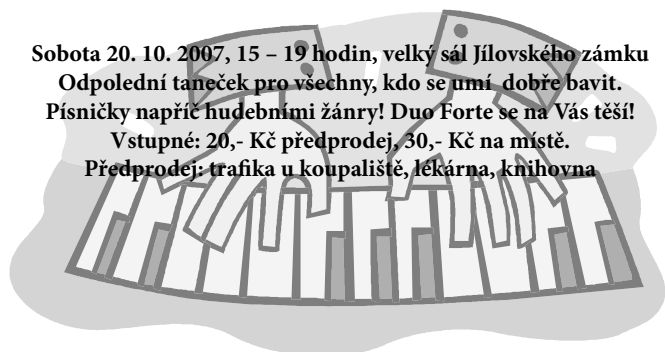 Sobota 20. 10. 2007, 15 – 19 hodin, velký sál Jílovského zámku
Odpolední taneček pro všechny, kdo se umí dobře bavit.
Písničky napříč hudebními žánry! Duo Forte se na Vás těší!
Vstupné: 20,- Kč předprodej, 30,- Kč na místě.
Předprodej: trafika u koupaliště, lékárna, knihovna